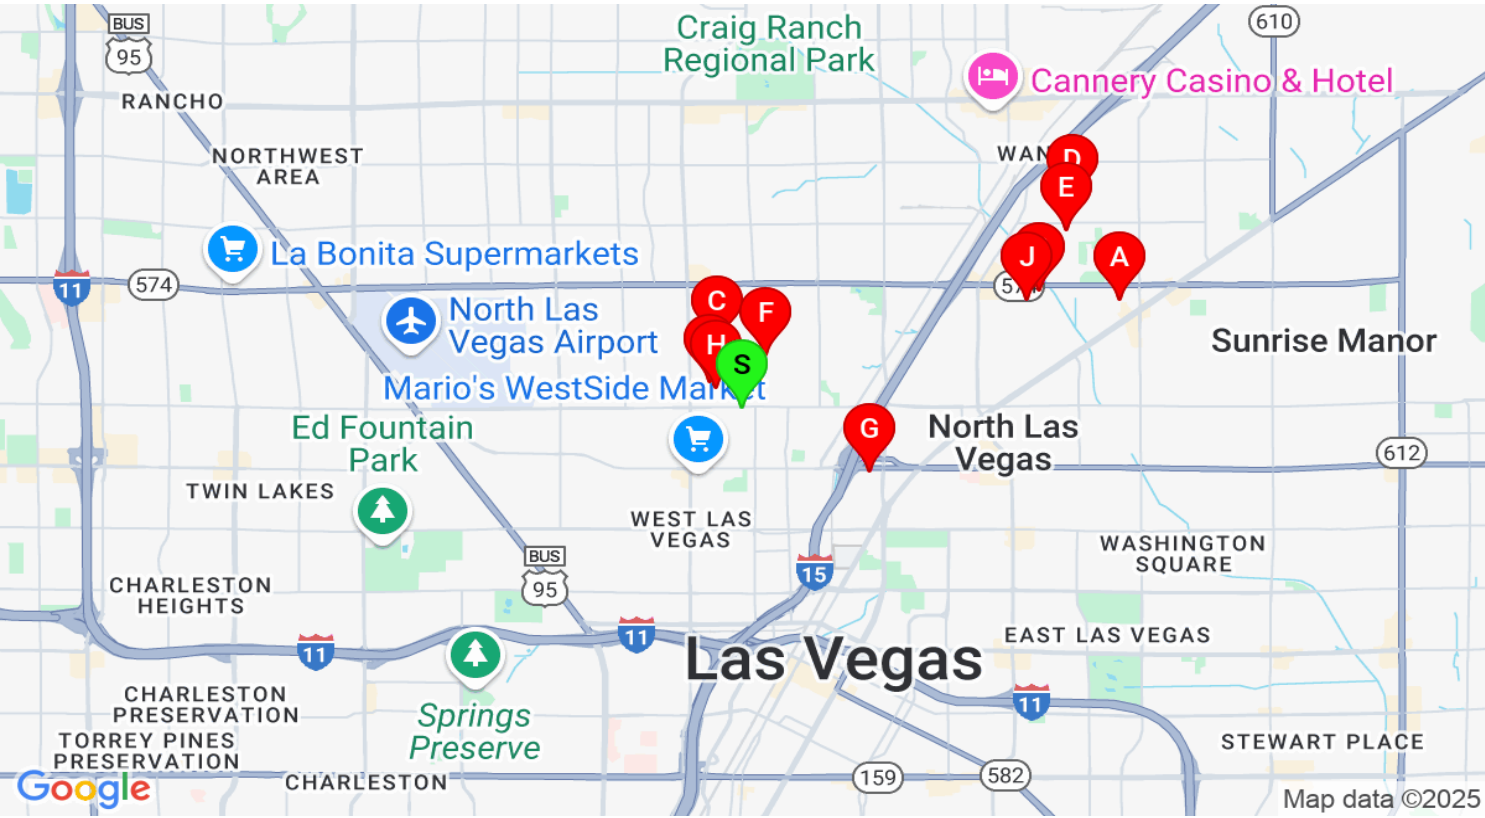 BUS
95
610
Craig Ranch
Regional Park
Cannery Casino & Hotel
RANCHO
NORTHWEST
AREA
WAN
D
E
La Bonita Supermarkets
J
A
11
574
C
F
North Las
Vegas Airport
H
S
Sunrise Manor
Mario's WestSide Market
Ed Fountain
Park
G
North Las
Vegas
612
TWIN LAKES
WEST LAS
VEGAS
BUS
95
15
WASHINGTON
SQUARE
CHARLESTON
HEIGHTS
11
11
EAST LAS VEGAS
Las Vegas
11
CHARLESTON
PRESERVATION
Springs
Preserve
TORREY PINES
PRESERVATION
STEWART PLACE
CHARLESTON
159
582
Google
Map data ©2025